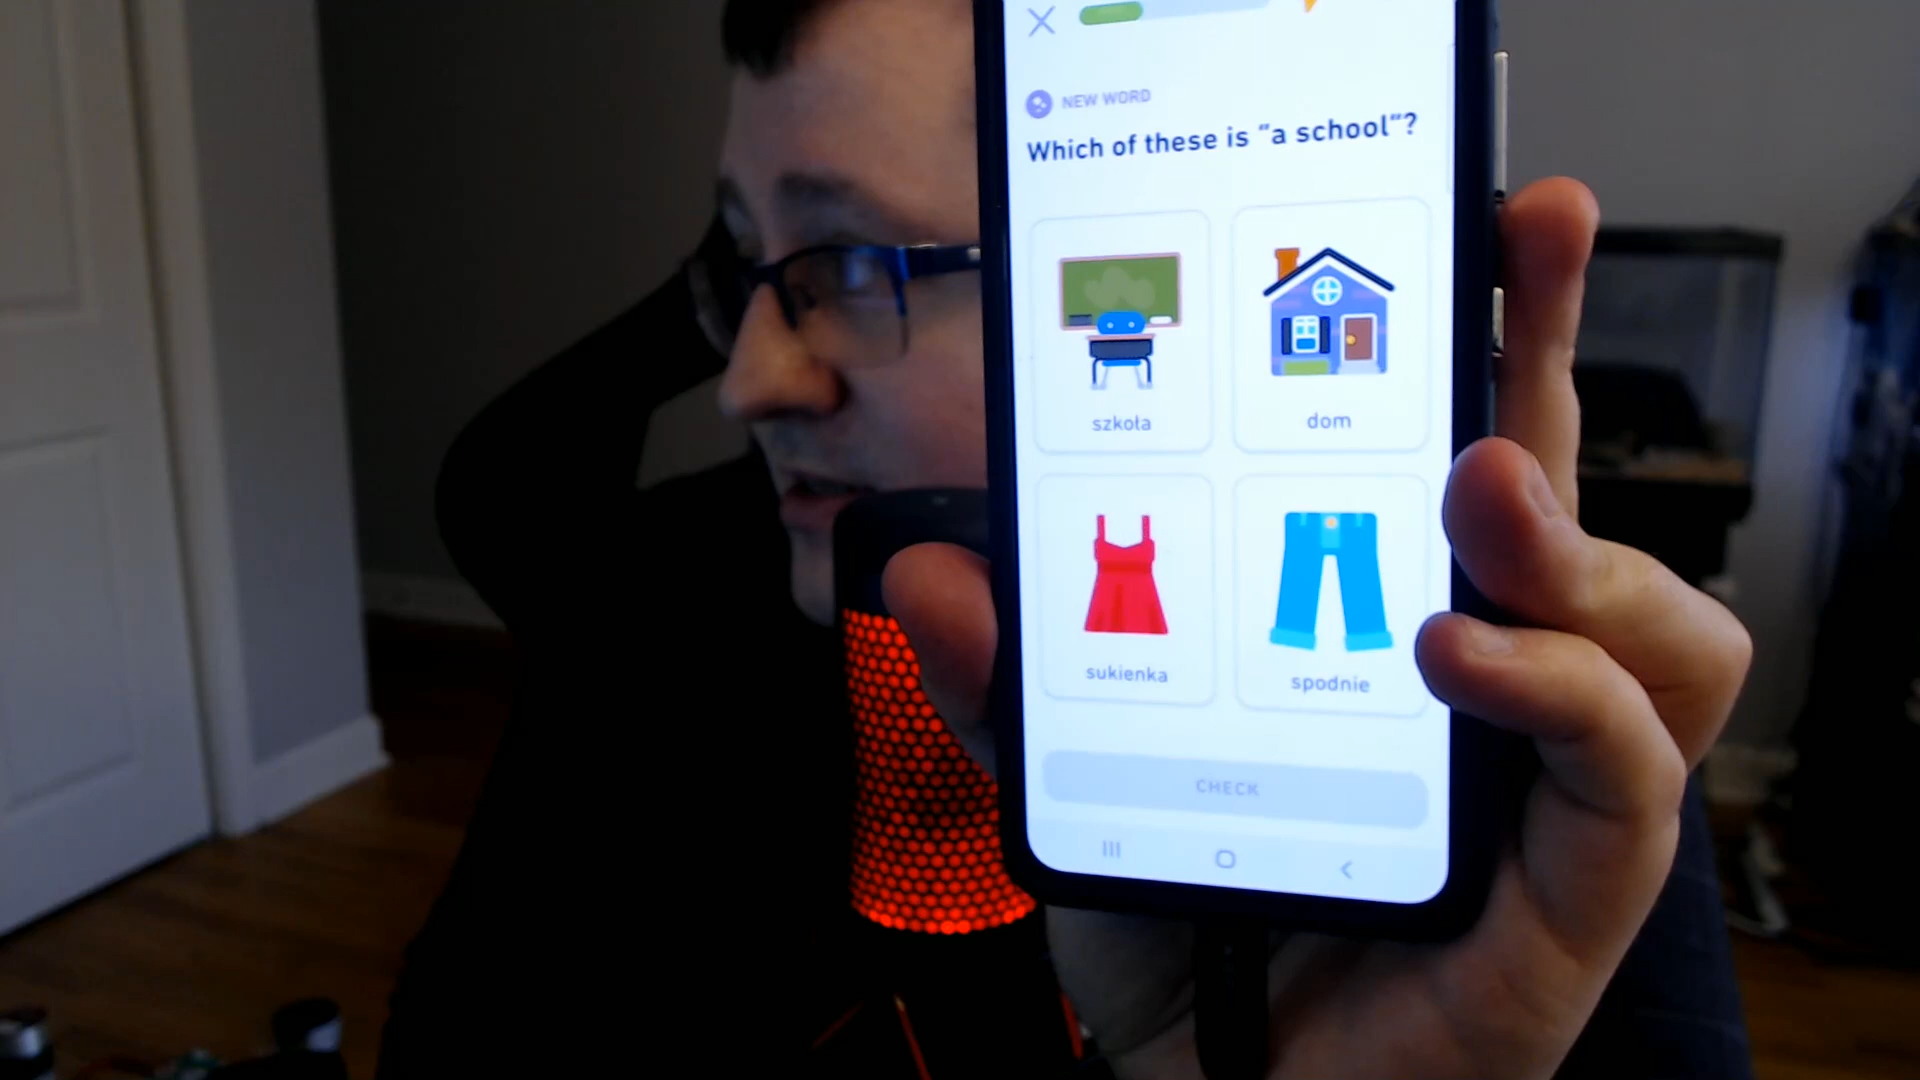 NEW WORD
Which of these is “a school”?
szkoła
dom
sukienka
spodnie
CHECK